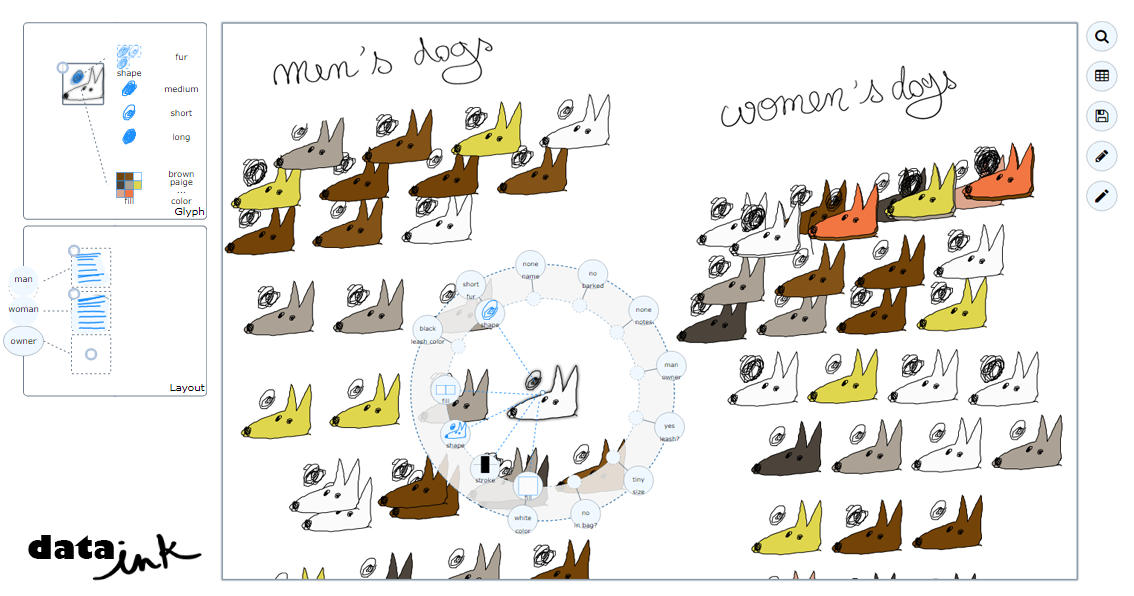 fur
shape
medium
short
long
brown
paige
...
fill
color
Glyph
man
woman
owner
Layout
data ink
men's dogs
women's dogs
none
name
no
barked
none
notes
man
owner
yes
leash?
tiny
size
no
in bag?
white
color
fill
stroke
shape
fill
black
leash color
short
fur
shape